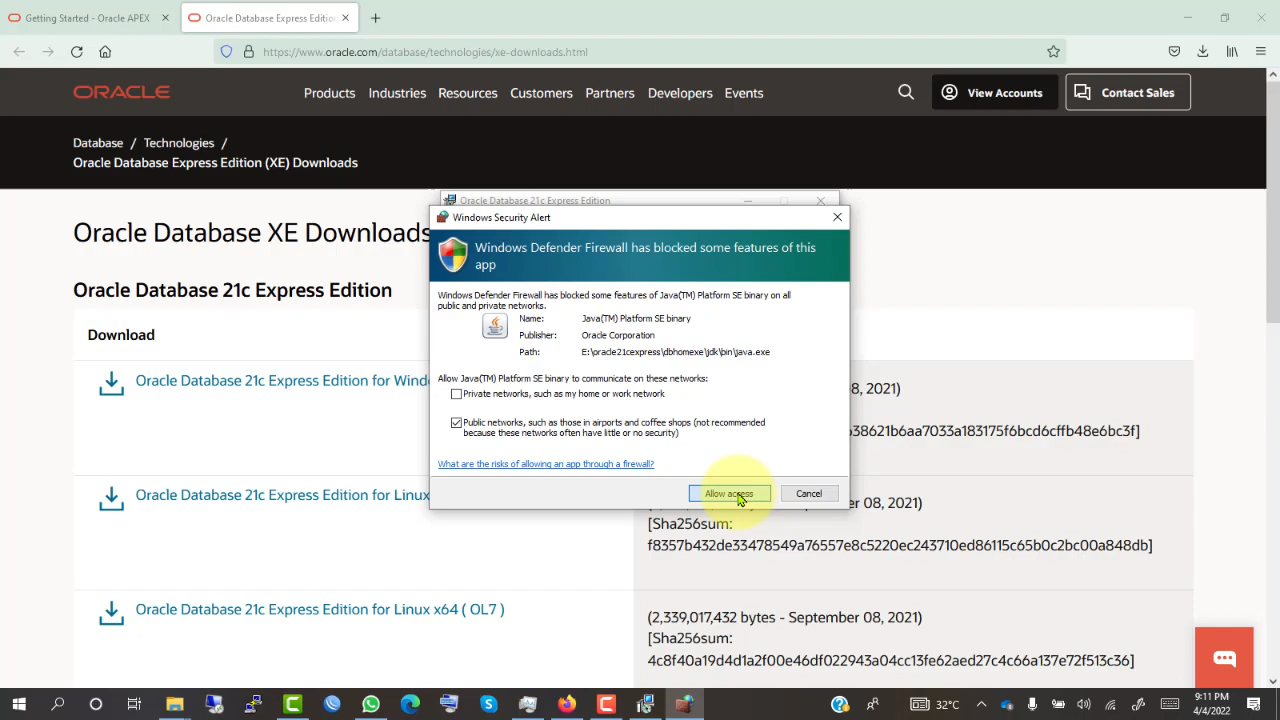 Getting Started - Oracle APEX
Oracle Database Express Editio
https://www.oracle.com/database/technologies/xe-downloads.html
ORACLE
Products
Industries
Resources
Customers
Partners
Developers
Events
View Accounts
Contact Sales
Database / Technologies /
Oracle Database Express Edition (XE) Downloads
Oracle Database XE Downloads
Oracle Database 21c Express Edition
Download
Oracle Database 21c Express Edition for Wind
08, 2021)
638621b6aa7033a183175f6bcd6cffb48e6bc3f]
Oracle Database 21c Express Edition for Linux
er 08, 2021)
[Sha256sum:
f8357b432de33478549a76557e8c5220ec243710ed86115c65b0c2bc00a848db]
Oracle Database 21c Express Edition for Linux x64 ( OL7 )
(2,339,017,432 bytes - September 08, 2021)
[Sha256sum:
4c8f40a19d4d1a2f00e46df022943a04cc13fe62aed27c4c66a137e72f513c36]
Oracle Database 21c Express Edition
Windows Security Alert
Windows Defender Firewall has blocked some features of this
app
Windows Defender Firewall has blocked some features of Java(TM) Platform SE binary on all
public and private networks.
Name: Java(TM) Platform SE binary
Publisher: Oracle Corporation
Path: E:\oracle21cexpress\dbhomexe\jdk\bin\java.exe
Allow Java(TM) Platform SE binary to communicate on these networks:
Private networks, such as my home or work network
Public networks, such as those in airports and coffee shops (not recommended
because these networks often have little or no security)
What are the risks of allowing an app through a firewall?
Allow access
Cancel
32°C
9:11 PM
4/4/2022